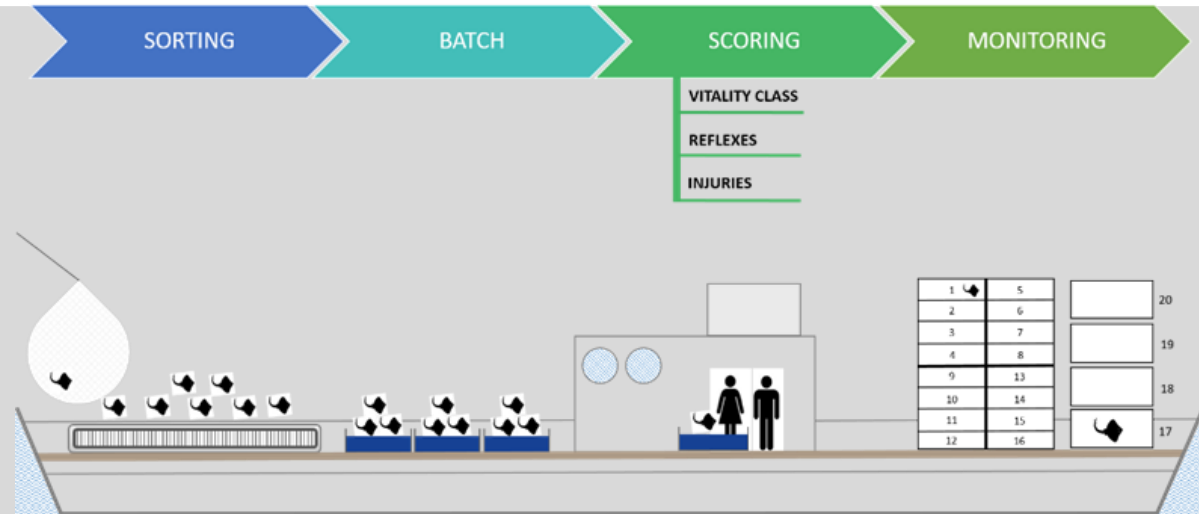 SORTING
BATCH
SCORING
MONITORING
VITALITY CLASS
REFLEXES
INJURIES
1 5
2 6
3 7
4 8
9 13
10 14
11 15
12 16
20
19
18
17